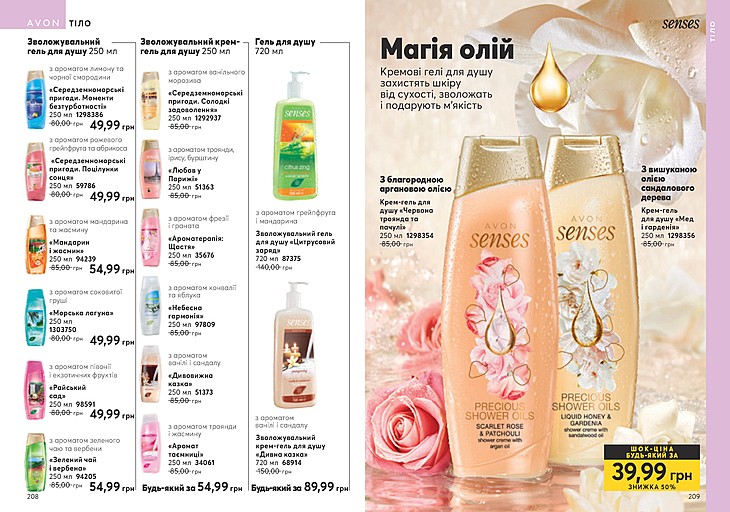 AVON ТІЛО
Зволожувальний
гель для душу 250 мл
з ароматом лимону та
чорної смородини
«Середземноморські
пригоди. Моменти
безтурботності»
250 мл 1298386
80,00 грн 49,99 грн
з ароматом рожевого
грейпфрута та абрикоса
«Середземноморські
пригоди. Поцілунки
сонця»
250 мл 59786
80,00 грн 49,99 грн
з ароматом мандарина
та жасмину
«Мандарин
і жасмин»
250 мл 94239
85,00 грн 54,99 грн
з ароматом соковитої
груші
«Морська лагуна»
250 мл
1303750
80,00 грн 49,99 грн
з ароматом півонії
і екзотичних фруктів
«Райський
сад»
250 мл 98591
80,00 грн 49,99 грн
з ароматом зеленого
чаю та вербени
«Зелений чай
і вербена»
250 мл 94205
85,00 грн 54,99 грн
208
Зволожувальний крем-
гель для душу 250 мл
з ароматом ванільного
морозива
«Середземноморські
пригоди. Солодкі
задоволення»
250 мл 1292937
85,00 грн
з ароматом троянди,
ірису, бурштину
«Любов у
Парижі»
250 мл 51363
85,00 грн
з ароматом фрезії
і граната
«Ароматерапія:
Щастя»
250 мл 35676
85,00 грн
з ароматом конвалії
та яблука
«Небесна
гармонія»
250 мл 97809
85,00 грн
з ароматом
ванілі і сандалу
«Дивовижна
казка»
250 мл 51373
85,00 грн
з ароматом троянди
і жасмину
«Аромат
таємниці»
250 мл 34061
85,00 грн
Будь-який за 54,99 грн
Гель для душу
720 мл
senses
citrus zing
з ароматом грейпфрута
і мандарина
Зволожувальний гель
для душу «Цитрусовий
заряд»
720 мл 87375
140,00 грн
senses
з ароматом
ванілі і сандалу
Зволожувальний
крем-гель для душу
«Дивна казка»
720 мл 68914
150,00 грн
Будь-який за 89,99 грн
senses
ТІЛО
Магія олій
Кремові гелі для душу
захистять шкіру
від сухості, зволожать
і подарують м'якість
З благородною
аргановою олією
Крем-гель для
душу «Червона
троянда та
пачулі»
250 мл 1298354
85,00 грн
З вишуканою
олією
сандалового
дерева
Крем-гель
для душу «Мед
і гарденія»
250 мл 1298356
85,00 грн
AVON
senses
PRECIOUS
SHOWER OILS
SCARLET ROSE
& PATCHOULI
shower creme with
argan oil
AVON
senses
PRECIOUS
SHOWER OILS
LIQUID HONEY &
GARDENIA
shower creme with
sandalwood oil
ШОК-ЦІНА
БУДЬ-ЯКИЙ ЗА
39,99 грн
ЗНИЖКА 50%
209